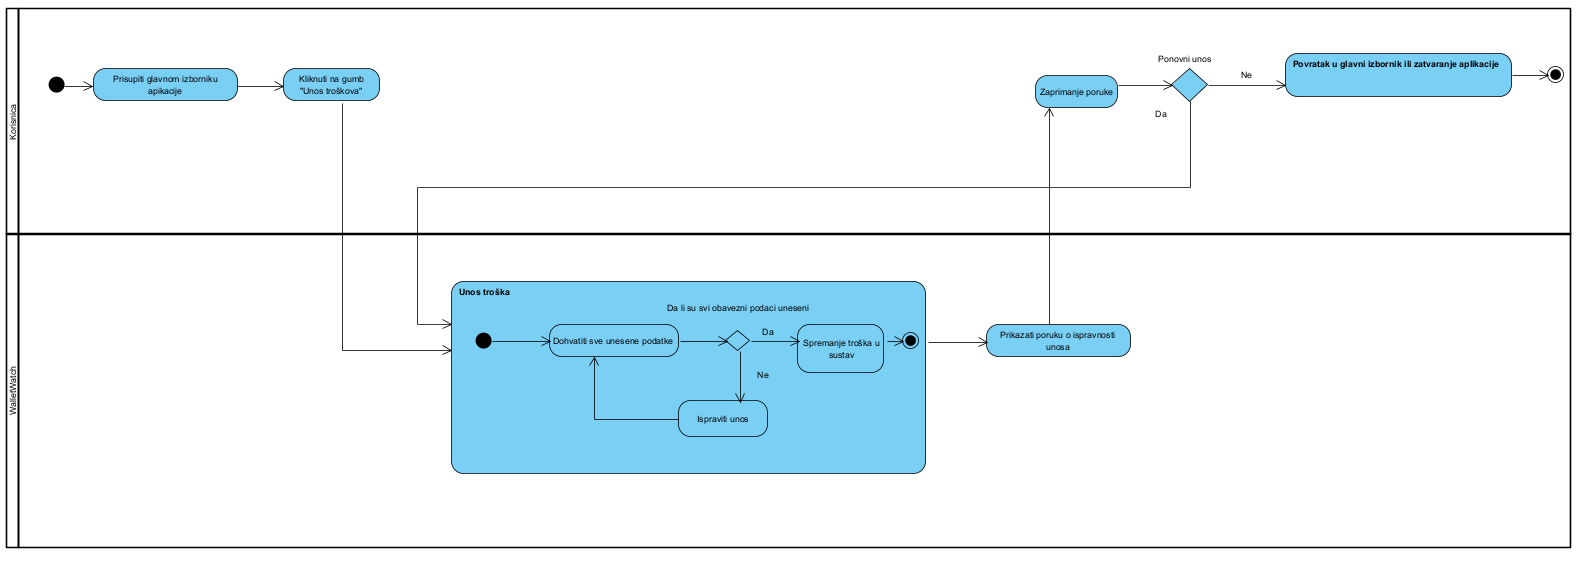 Korisnica
Prisupiti glavnom izborniku
apikacije
Kliknuti na gumb
"Unos troškova"
Zaprimanje poruke
Ponovni unos
Ne
Da
Povratak u glavni izbornik ili zatvaranje aplikacije
WalletWatch
Unos troška
Da li su svi obavezni podaci uneseni
Dohvatiti sve unesene podatke
Da
Ne
Spremanje troška u
sustav
Ispraviti unos
Prikazati poruku o ispravnosti
unosa